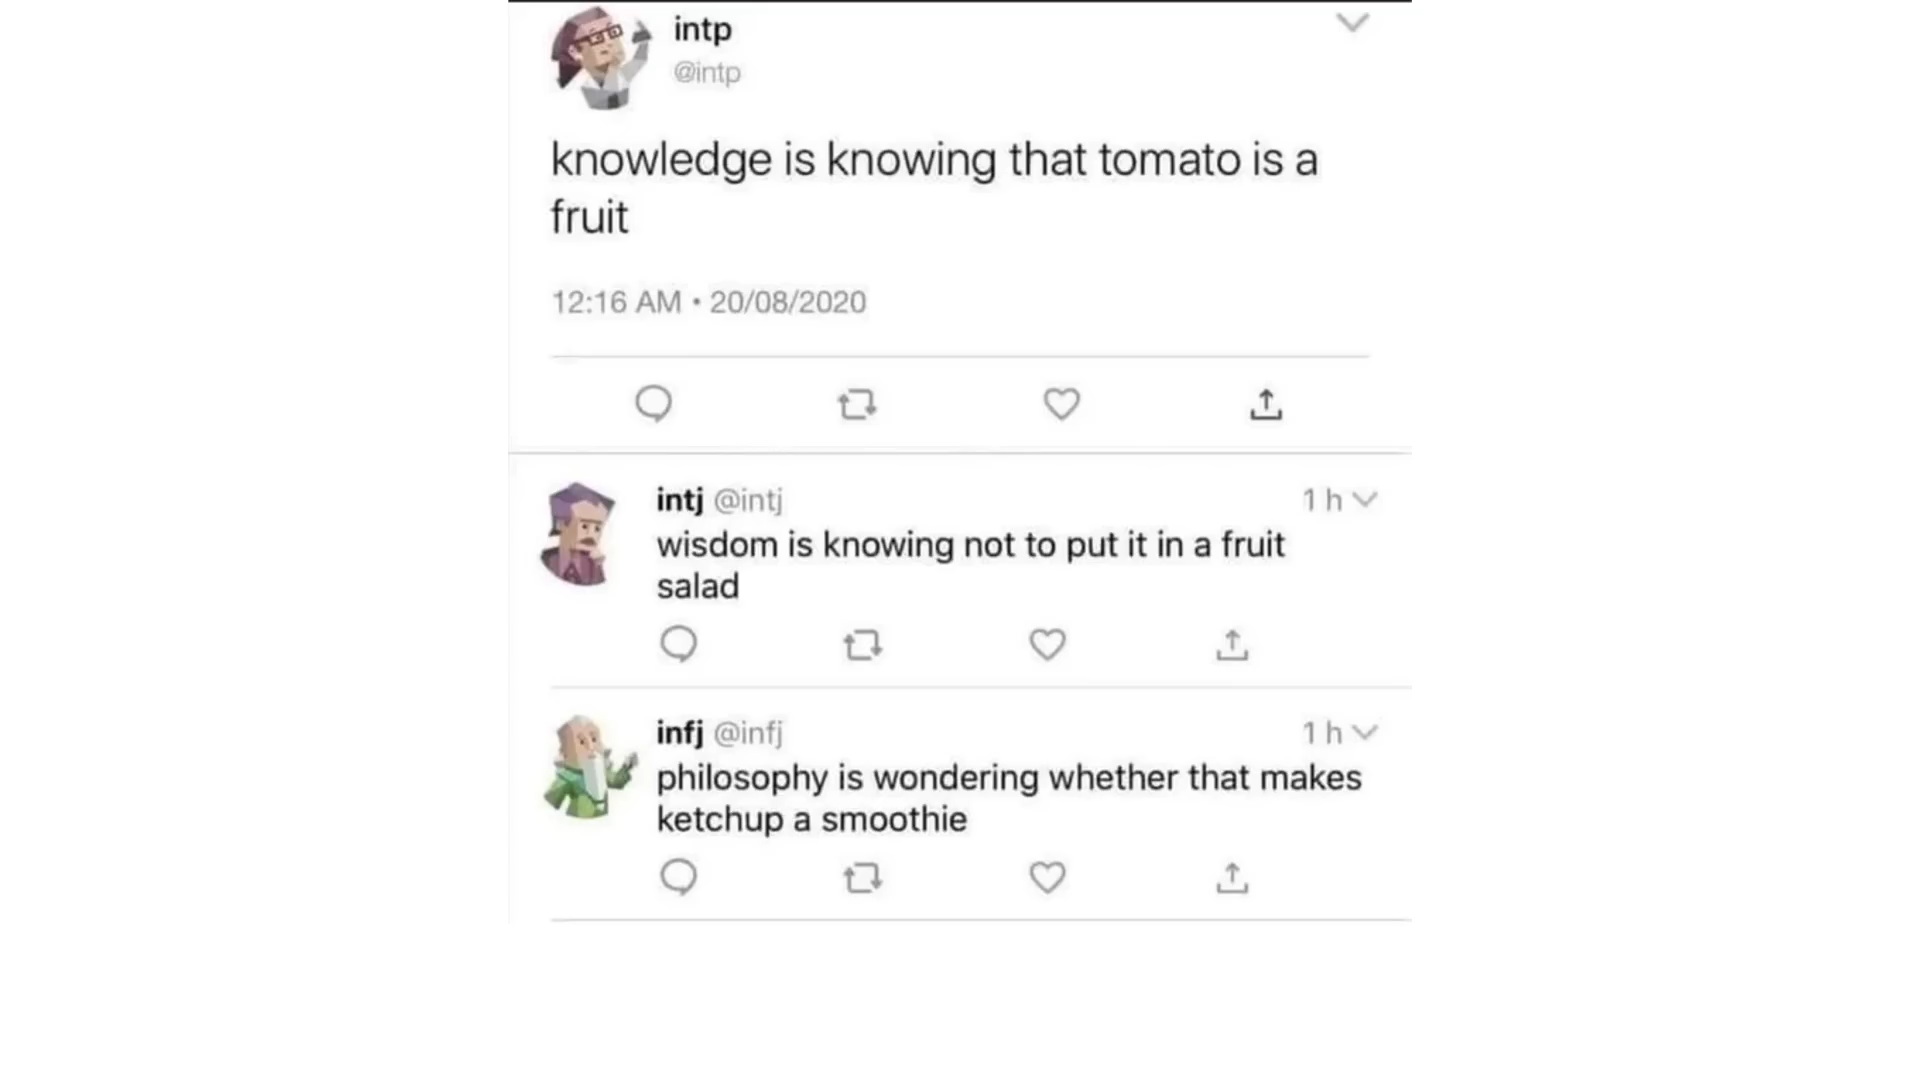 intp
@intp
knowledge is knowing that tomato is a
fruit
12:16 AM • 20/08/2020
intj @intj 1 h
wisdom is knowing not to put it in a fruit
salad
infj @infj 1 h
philosophy is wondering whether that makes
ketchup a smoothie